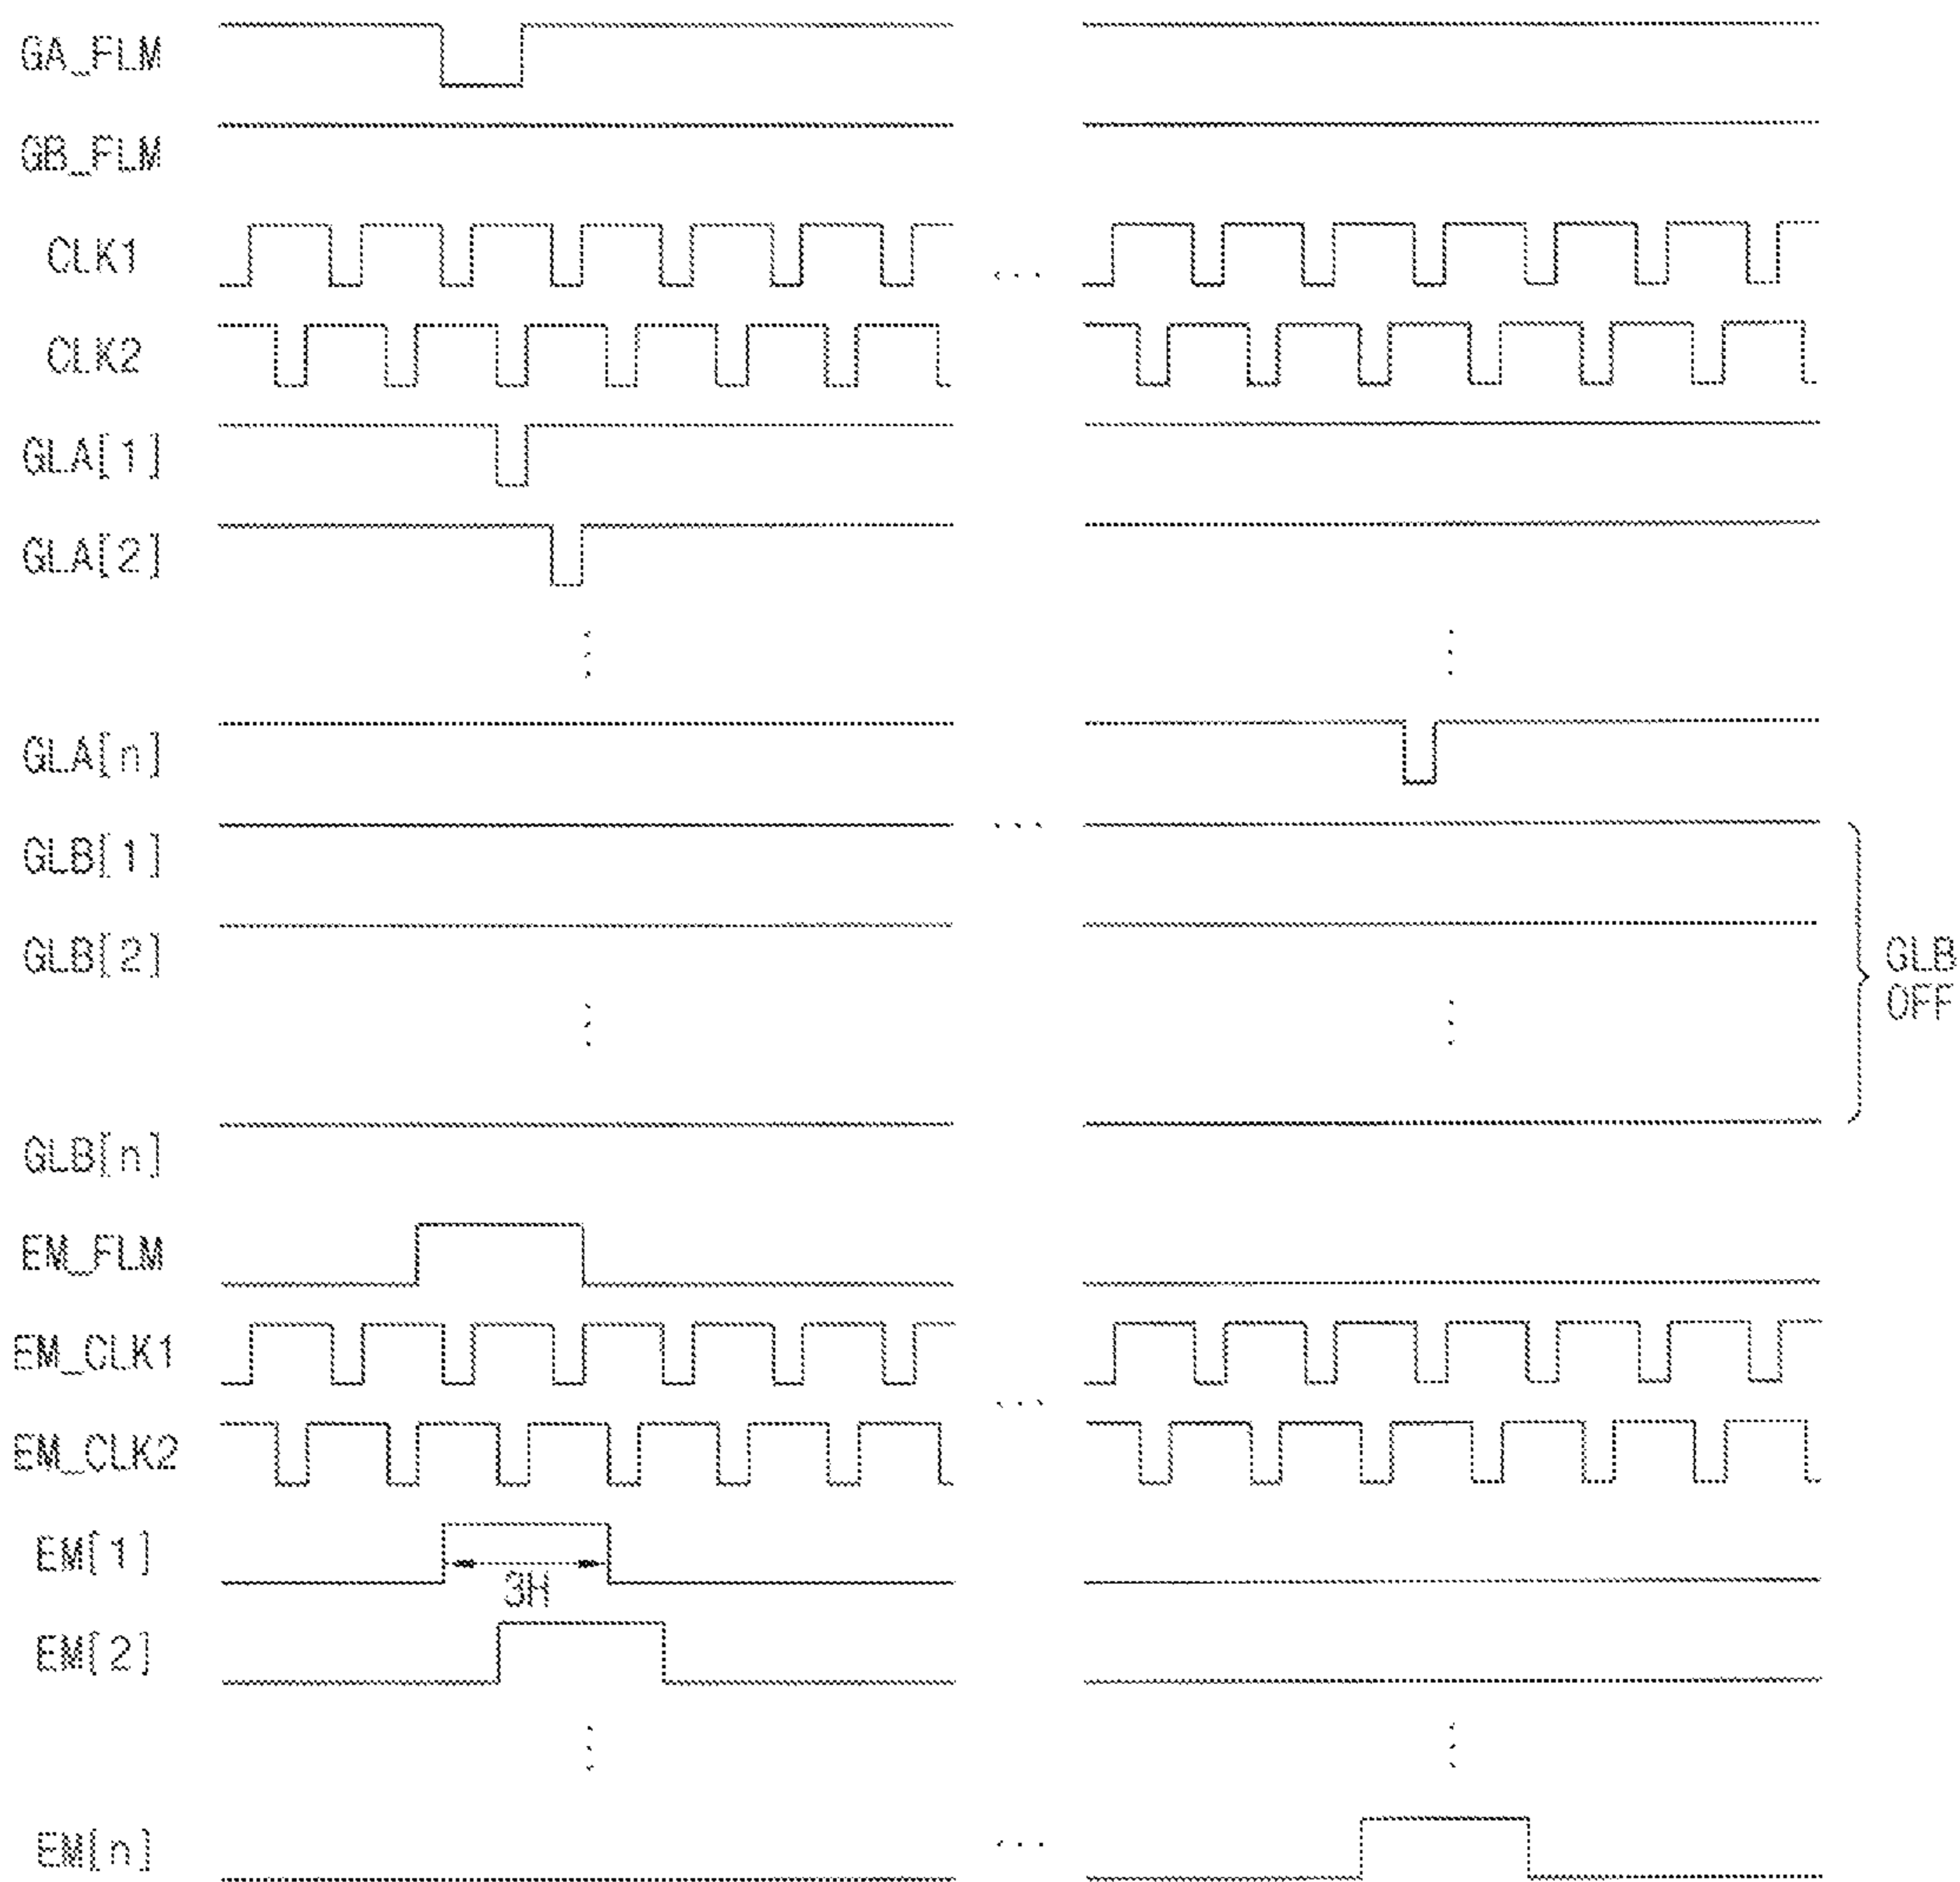 GA_FLM
GB_FLM
CLK1
CLK2
GLA[1]
GLA[2]
GLA[n]
GLB[1]
GLB[2]
GLB
OFF
GLB[n]
EM_FLM
EM_CLK1
EM_CLK2
EM[1]
3H
EM[2]
EM[n]